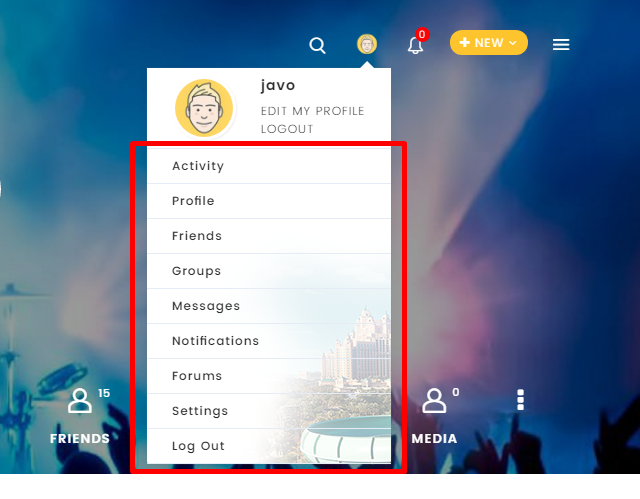 0
NEW
javo
EDIT MY PROFILE
LOGOUT
Activity
Profile
Friends
Groups
Messages
Notifications
Forums
Settings
Log Out
15
FRIENDS
0
MEDIA